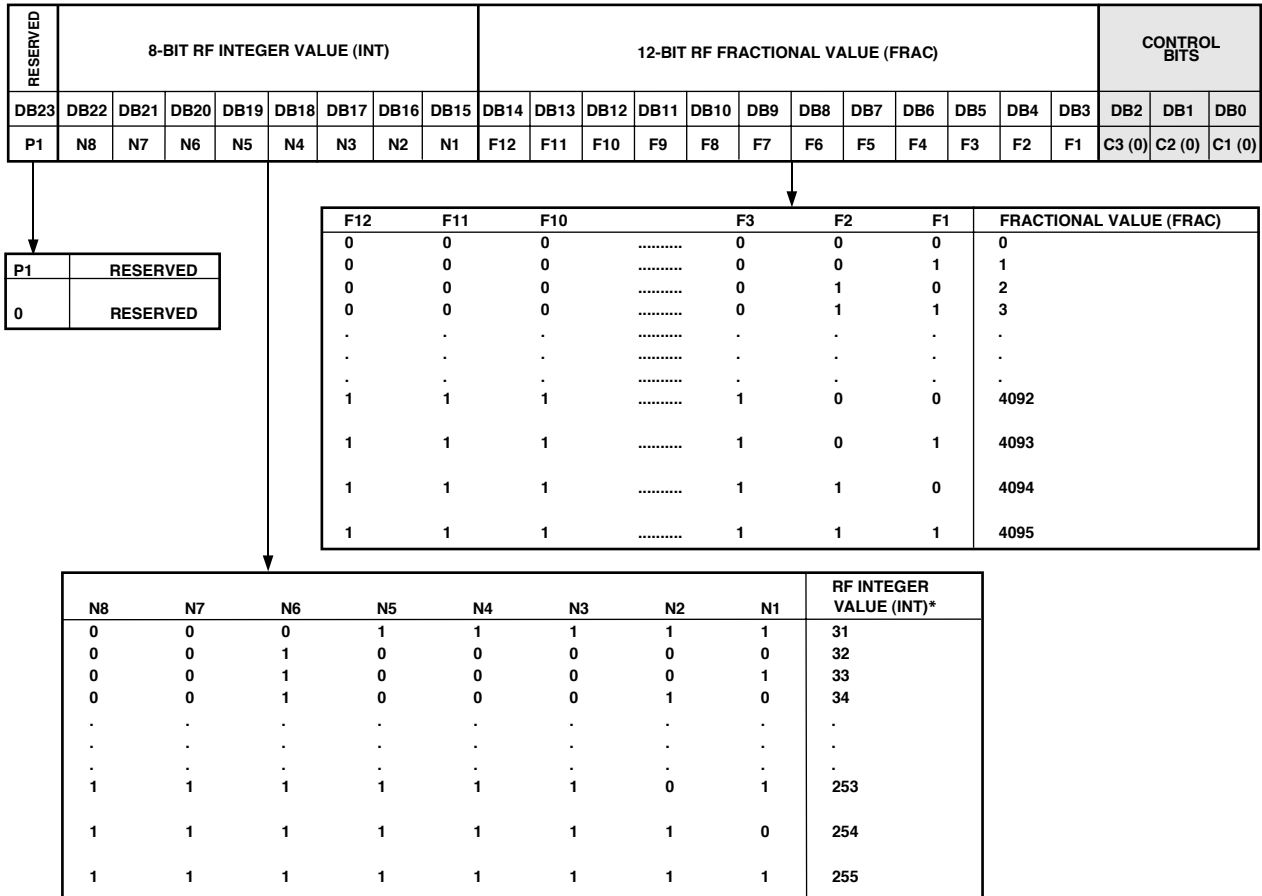 RESERVED
8-BIT RF INTEGER VALUE (INT)
12-BIT RF FRACTIONAL VALUE (FRAC)
CONTROL
BITS
DB23 DB22 DB21 DB20 DB19 DB18 DB17 DB16 DB15 DB14 DB13 DB12 DB11 DB10 DB9 DB8 DB7 DB6 DB5 DB4 DB3 DB2 DB1 DB0
P1 N8 N7 N6 N5 N4 N3 N2 N1 F12 F11 F10 F9 F8 F7 F6 F5 F4 F3 F2 F1 C3 (0) C2 (0) C1 (0)
F12 F11 F10 F3 F2 F1 FRACTIONAL VALUE (FRAC)
0 0 0 .......... 0 0 0 0
0 0 0 .......... 0 0 1 1
0 0 0 .......... 0 1 0 2
0 0 0 .......... 0 1 1 3
. . . .......... . . . .
. . . .......... . . . .
. . . .......... . . . .
1 1 1 .......... 1 0 0 4092
1 1 1 .......... 1 0 1 4093
1 1 1 .......... 1 1 0 4094
1 1 1 .......... 1 1 1 4095
P1 RESERVED
0 RESERVED
RF INTEGER
N8 N7 N6 N5 N4 N3 N2 N1 VALUE (INT)*
0 0 0 1 1 1 1 1 31
0 0 1 0 0 0 0 0 32
0 0 1 0 0 0 0 1 33
0 0 1 0 0 0 1 0 34
. . . . . . . . .
. . . . . . . . .
. . . . . . . . .
1 1 1 1 1 1 0 1 253
1 1 1 1 1 1 1 0 254
1 1 1 1 1 1 1 1 255